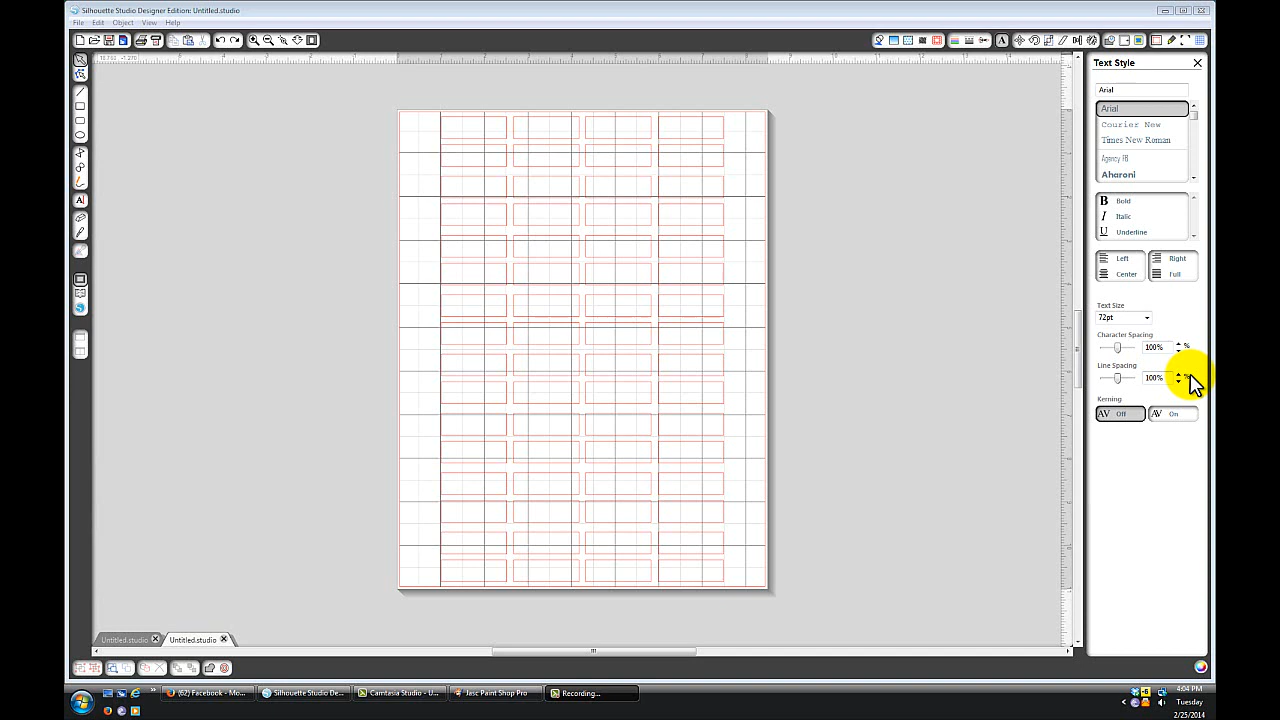 Silhouette Studio Designer Edition: Untitled.studio
File Edit Object View Help
Text Style
Arial
Arial
Courier New
Times New Roman
Agency FB
Aharoni
B Bold
I Italic
U Underline
Left Right
Center Full
Text Size
72pt
Character Spacing
100% %
Line Spacing
100% %
Kerning
AV Off AV On
Untitled.studio Untitled.studio
(62) Facebook - Mo... Silhouette Studio De... Camtasia Studio - U... Jasc Paint Shop Pro Recording...
4:04 PM
Tuesday
2/25/2014